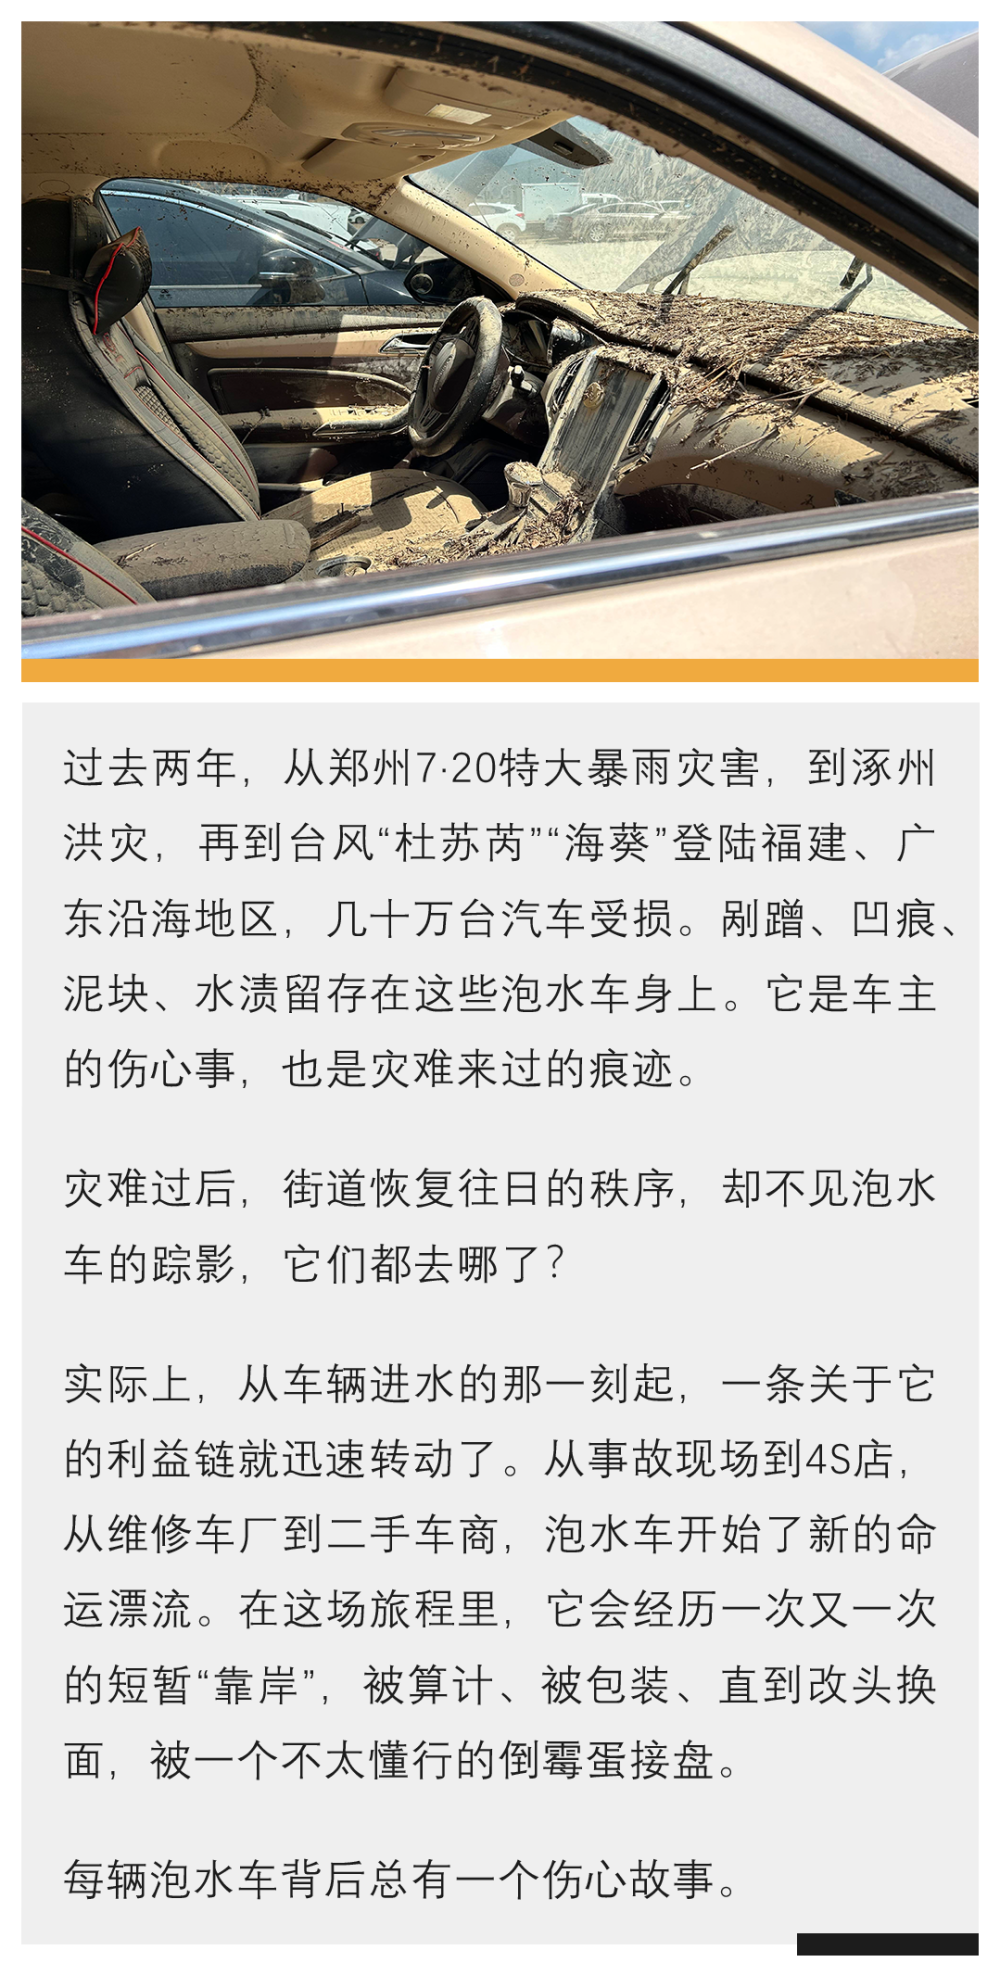 过去两年，从郑州7·20特大暴雨灾害，到涿州
洪灾，再到台风“杜苏芮”“海葵”登陆福建、广
东沿海地区，几十万台汽车受损。剐蹭、凹痕、
泥块、水渍留存在这些泡水车身上。它是车主
的伤心事，也是灾难来过的痕迹。
灾难过后，街道恢复往日的秩序，却不见泡水
车的踪影，它们都去哪了？
实际上，从车辆进水的那一刻起，一条关于它
的利益链就迅速转动了。从事故现场到4S店，
从维修车厂到二手车商，泡水车开始了新的命
运漂流。在这场旅程里，它会经历一次又一次
的短暂“靠岸”，被算计、被包装、直到改头换
面，被一个不太懂行的倒霉蛋接盘。
每辆泡水车背后总有一个伤心故事。